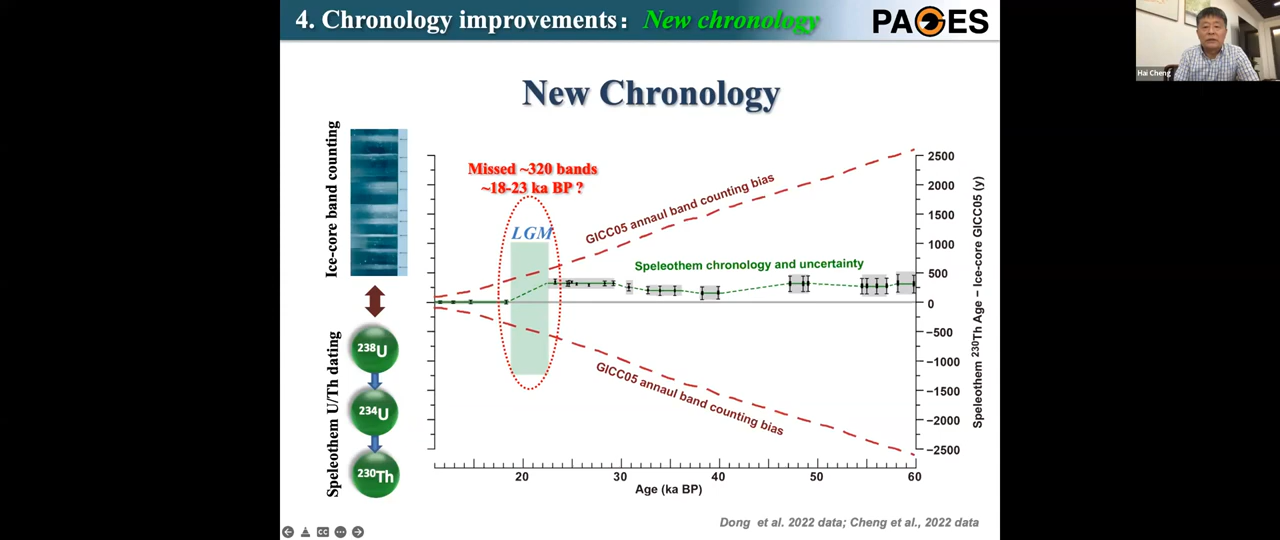 4. Chronology improvements: New chronology
PAGES
Hai Cheng
New Chronology
Ice-core band counting
Speleothem U/Th dating
238U
234U
230Th
Missed ~320 bands
~18-23 ka BP ?
LGM
GICC05 annaul band counting bias
Speleothem chronology and uncertainty
GICC05 annaul band counting bias
2500
2000
1500
1000
500
0
−500
−1000
−1500
−2000
−2500
Speleothem 230Th Age − Ice-core GICC05 (y)
20 30 40 50 60
Age (ka BP)
Dong et al. 2022 data; Cheng et al., 2022 data
CC